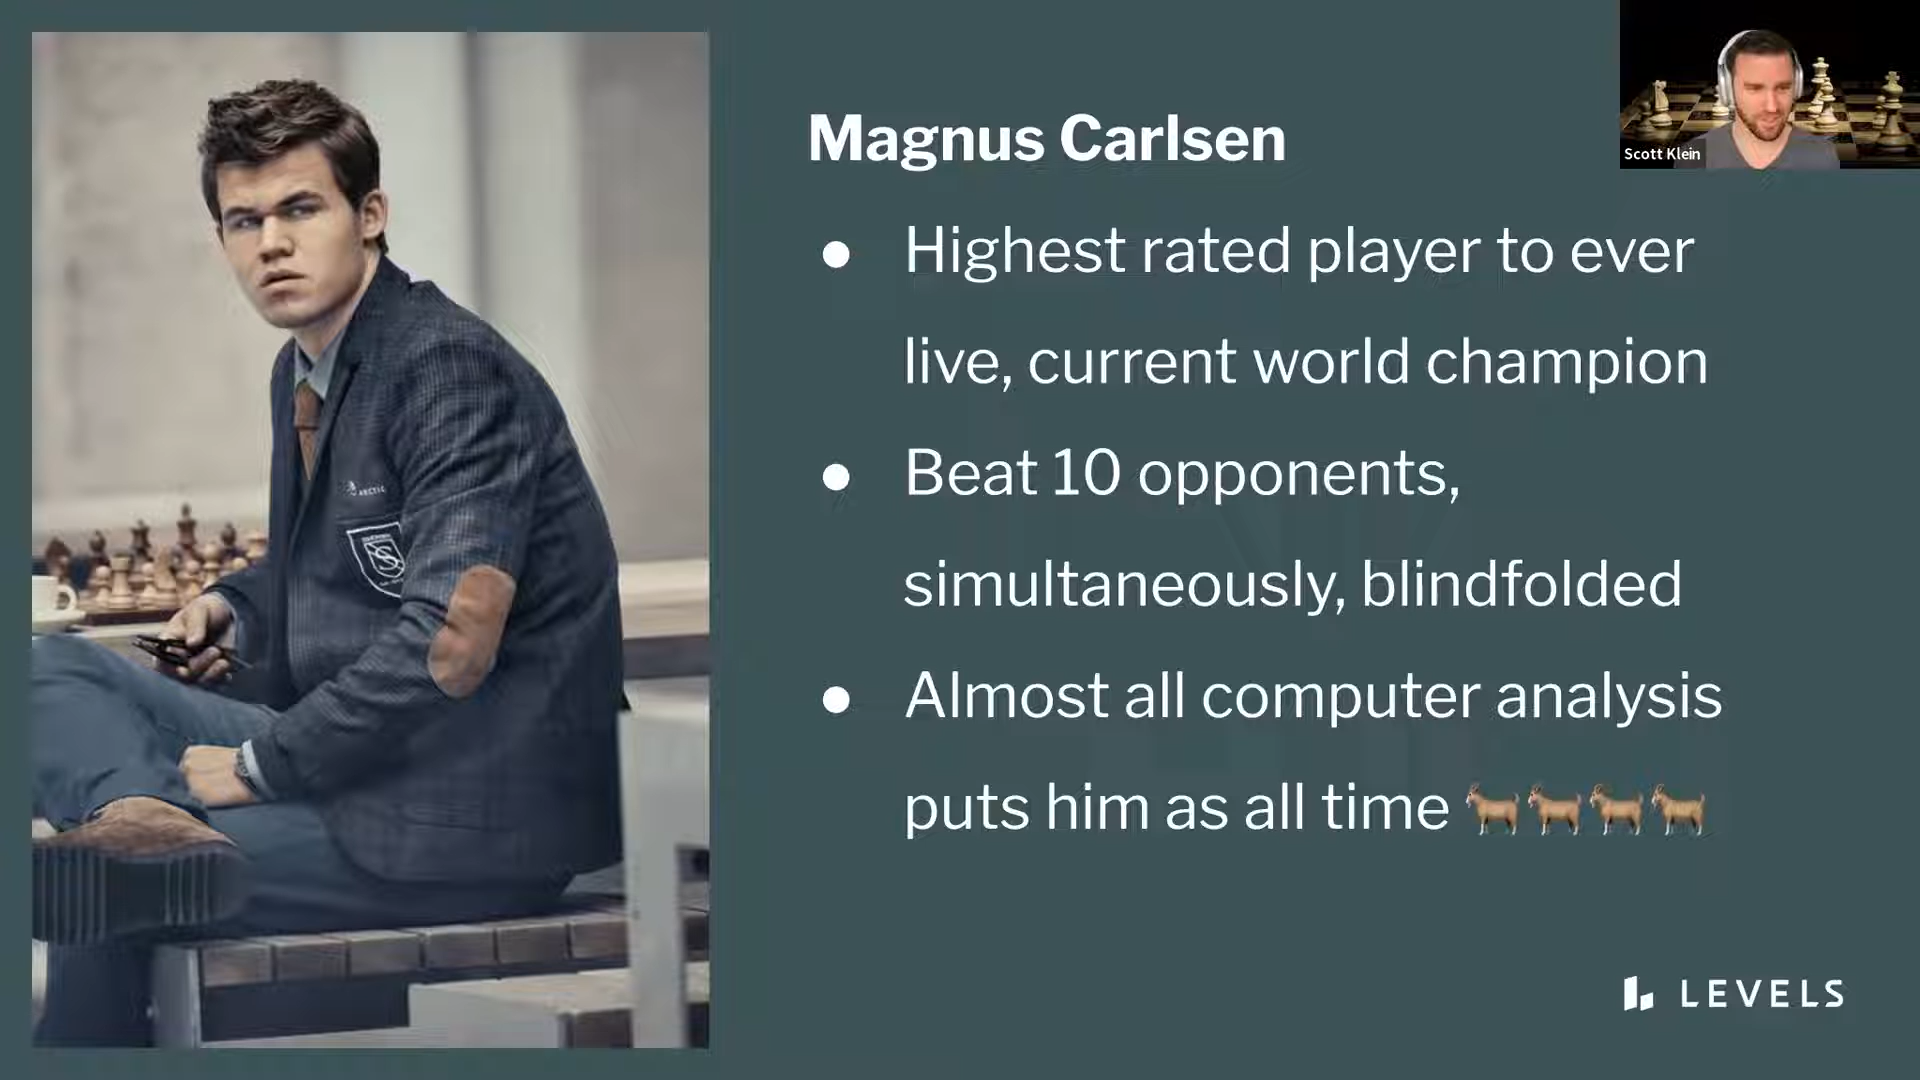 Magnus Carlsen
● Highest rated player to ever
live, current world champion
● Beat 10 opponents,
simultaneously, blindfolded
● Almost all computer analysis
puts him as all time 🐐🐐🐐🐐
Scott Klein
ARCTIC
LEVELS